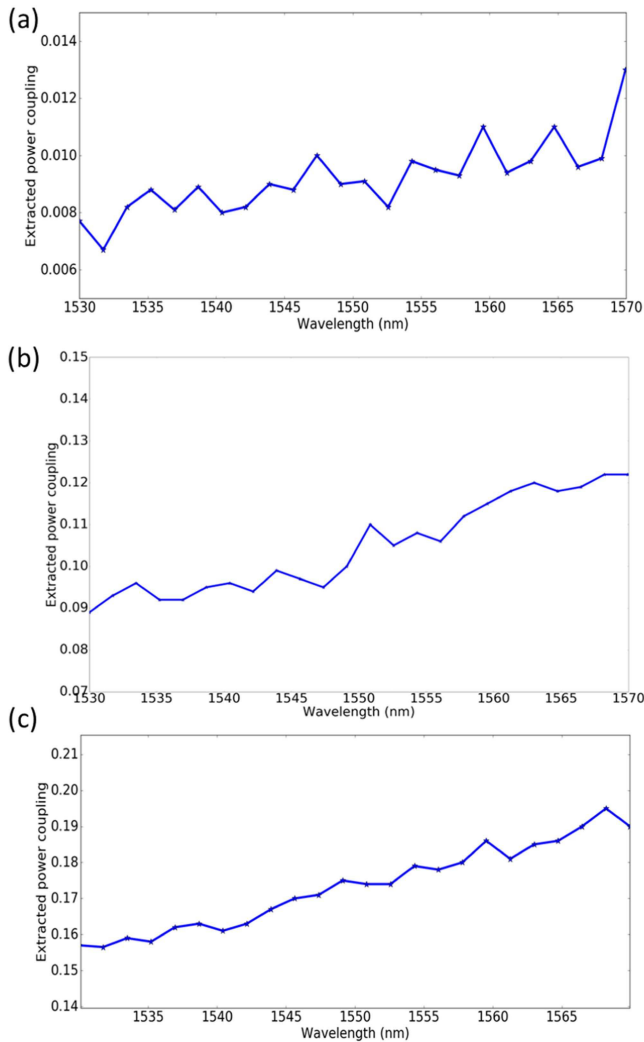 (a)
0.014
0.012
0.010
0.008
0.006
Extracted power coupling
1530 1535 1540 1545 1550 1555 1560 1565 1570
Wavelength (nm)
(b)
0.15
0.14
0.13
0.12
0.11
0.10
0.09
0.08
0.07
Extracted power coupling
1530 1535 1540 1545 1550 1555 1560 1565 1570
Wavelength (nm)
(c)
0.21
0.20
0.19
0.18
0.17
0.16
0.15
0.14
Extracted power coupling
1535 1540 1545 1550 1555 1560 1565
Wavelength (nm)